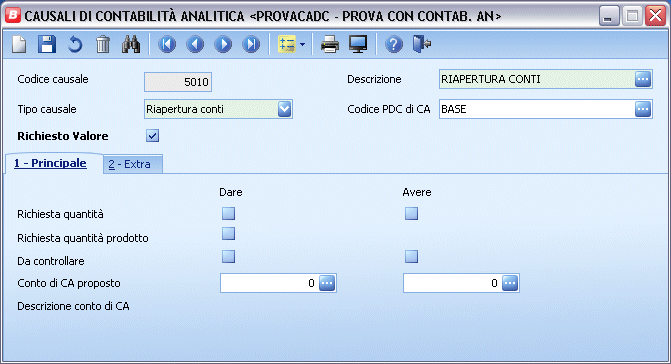 B CAUSALI DI CONTABILITÀ ANALITICA <PROVACADC - PROVA CON CONTAB. AN>
Codice causale 5010 Descrizione RIAPERTURA CONTI
Tipo causale Riapertura conti Codice PDC di CA BASE
Richiesto Valore
1 - Principale 2 - Extra
Dare Avere
Richiesta quantità
Richiesta quantità prodotto
Da controllare
Conto di CA proposto 0 0
Descrizione conto di CA